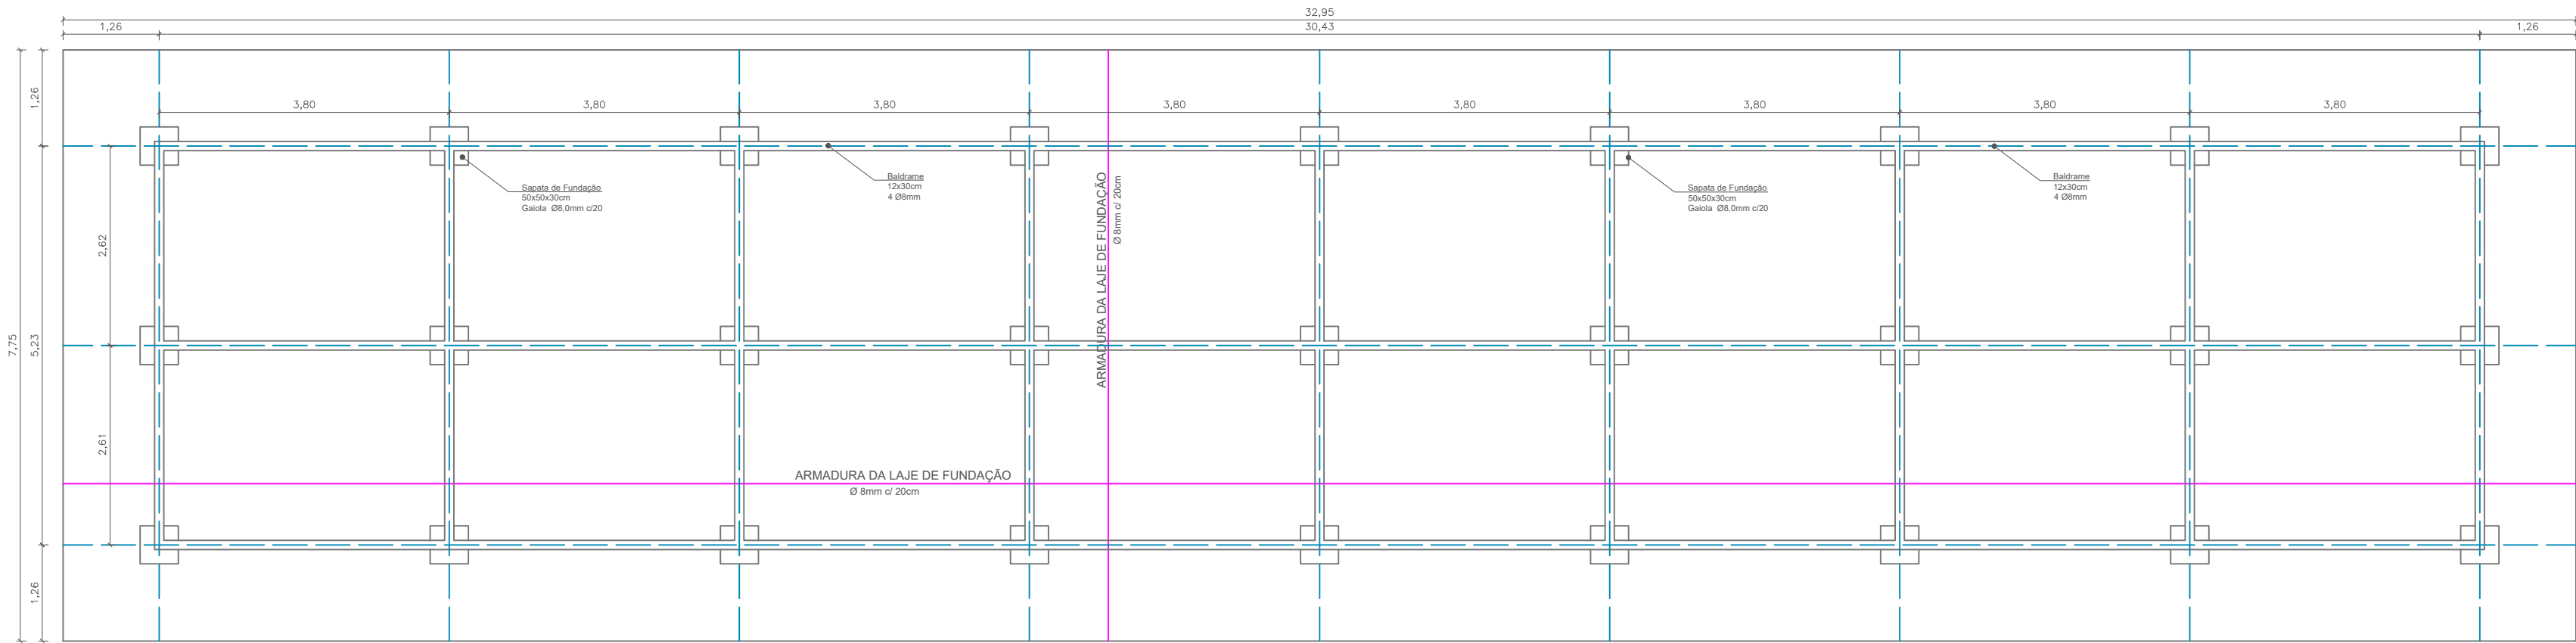 32,95
1,26
30,43
1,26
3,80
3,80
3,80
3,80
3,80
3,80
3,80
3,80
7,75
1,26
5,23
1,26
2,62
2,61
Sapata de Fundação
50x50x30cm
Gaiola Ø8,0mm c/20
Baldrame
12x30cm
4 Ø8mm
ARMADURA DA LAJE DE FUNDAÇÃO
Ø 8mm c/ 20cm
Sapata de Fundação
50x50x30cm
Gaiola Ø8,0mm c/20
Baldrame
12x30cm
4 Ø8mm
ARMADURA DA LAJE DE FUNDAÇÃO
Ø 8mm c/ 20cm